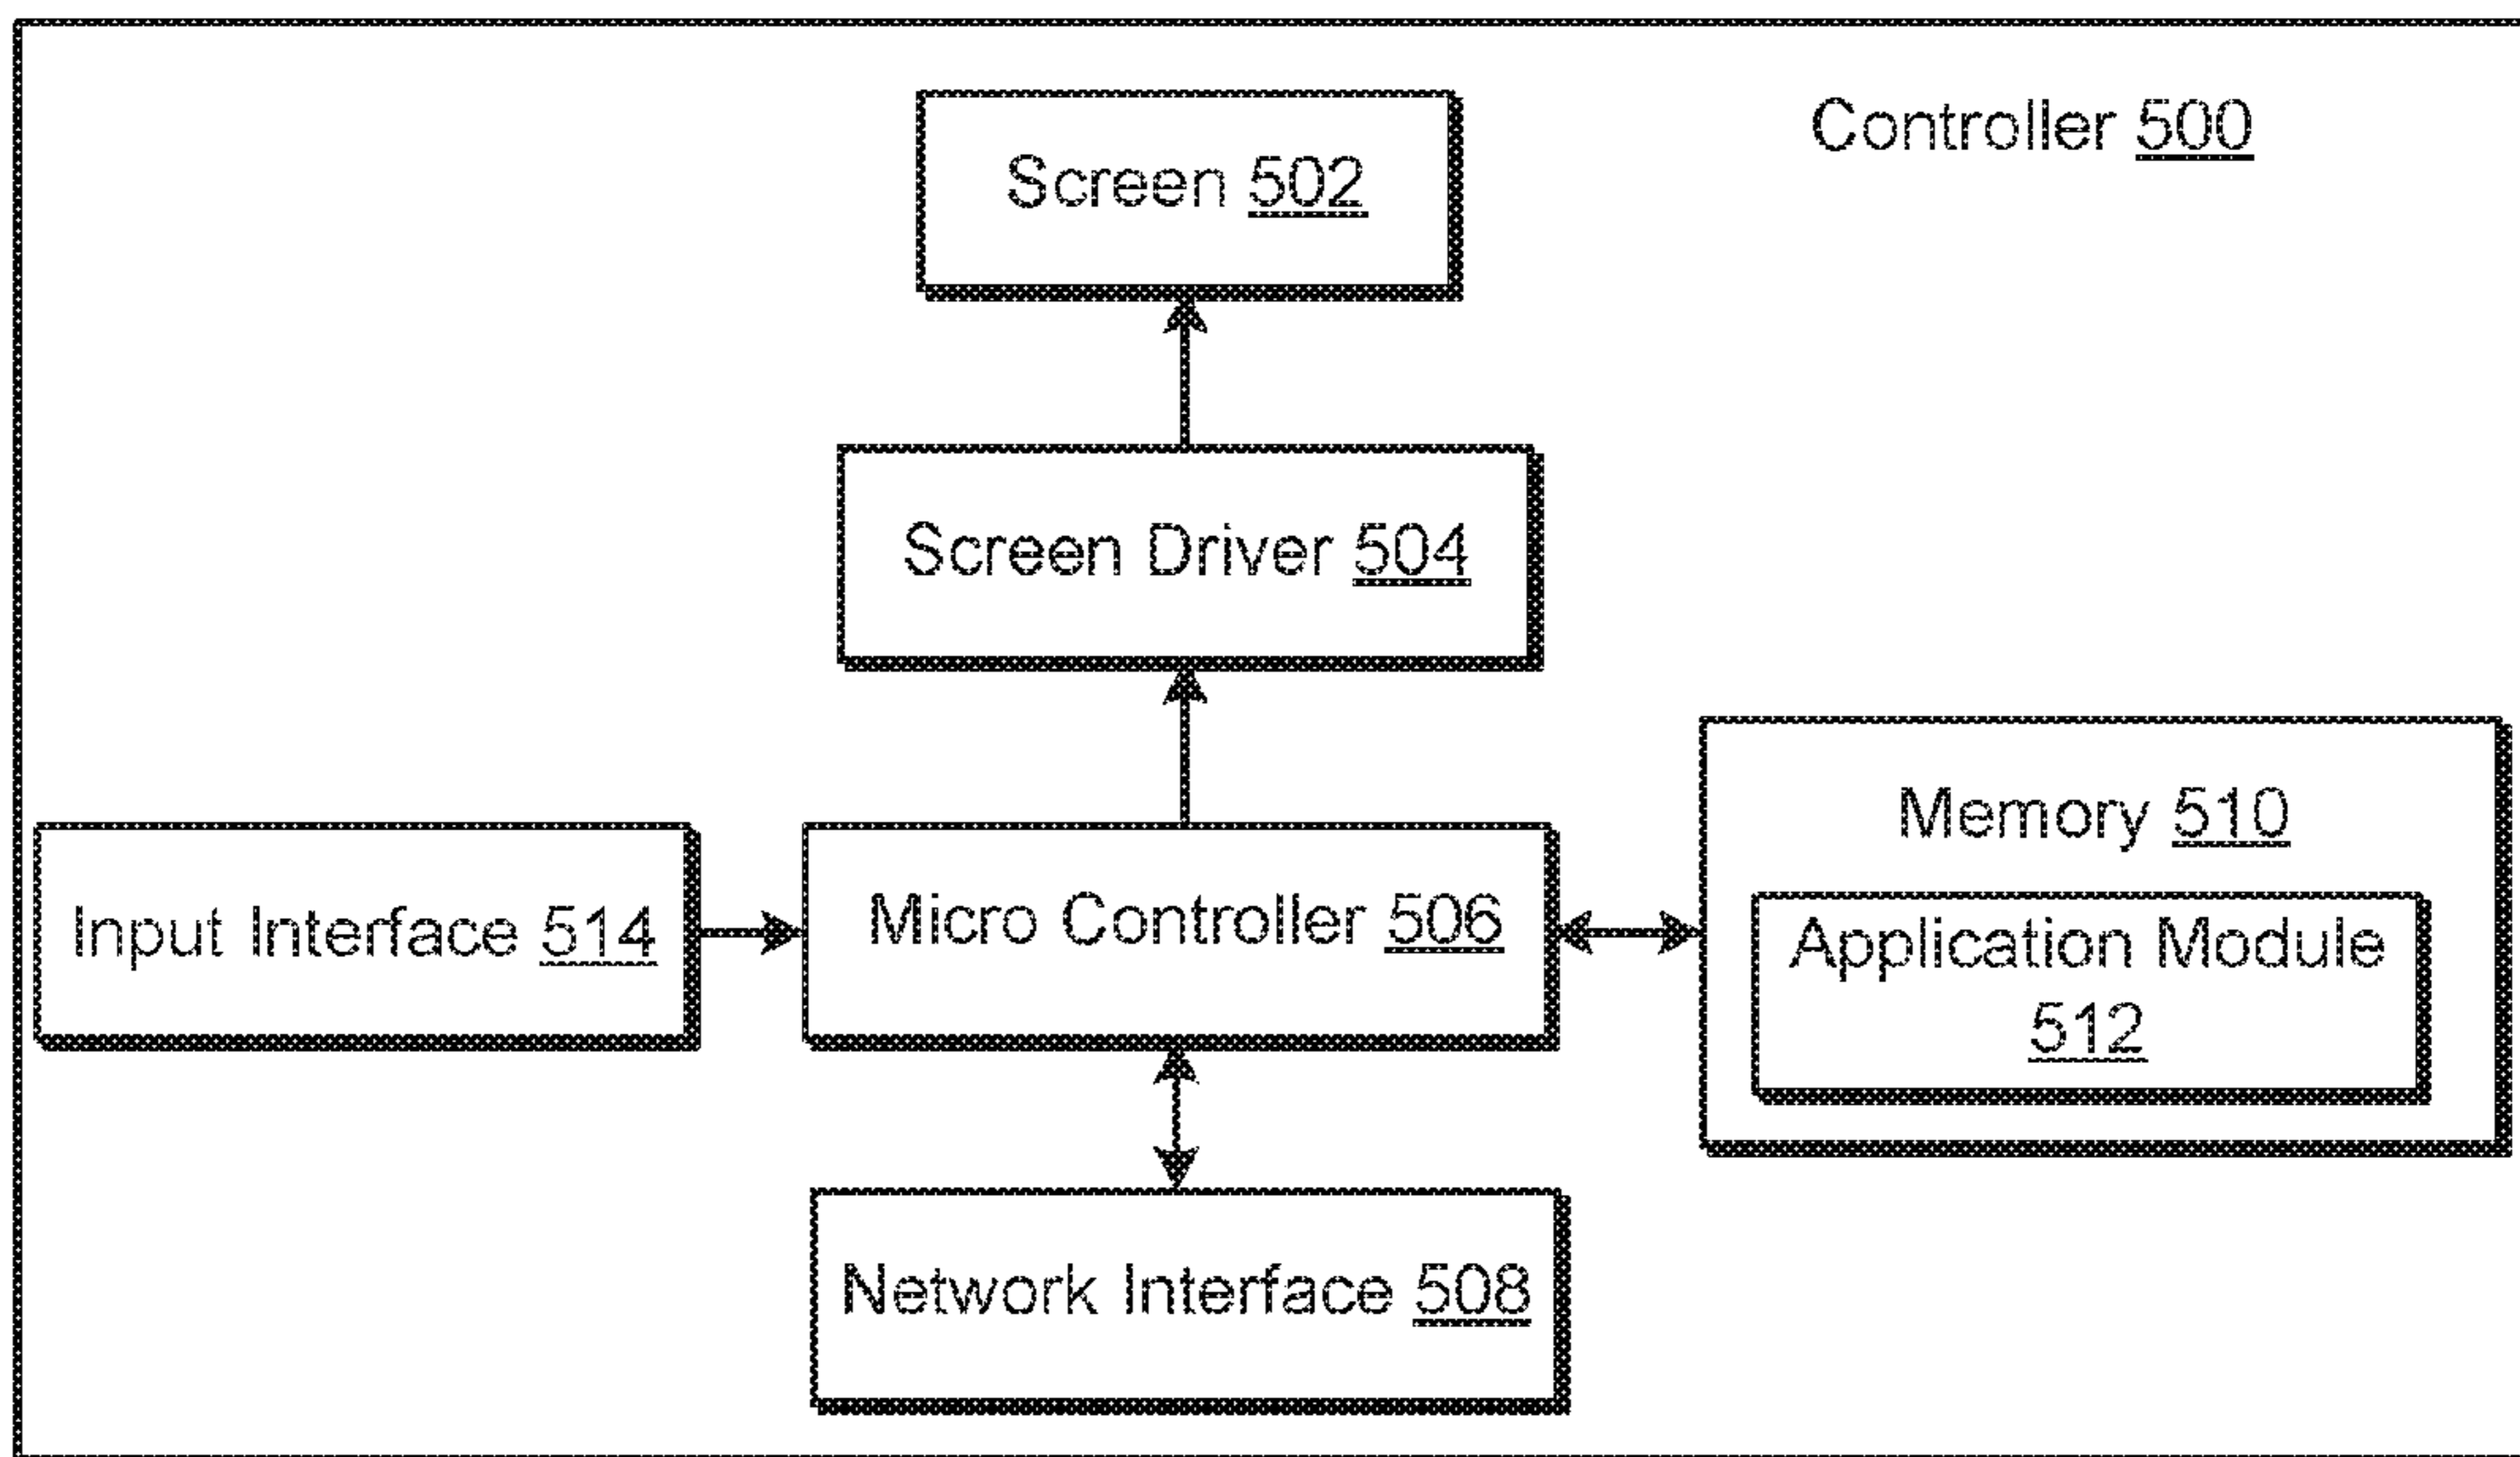 Controller 500
Screen 502
Screen Driver 504
Memory 510
Input Interface 514
Micro Controller 506
Application Module
512
Network Interface 508